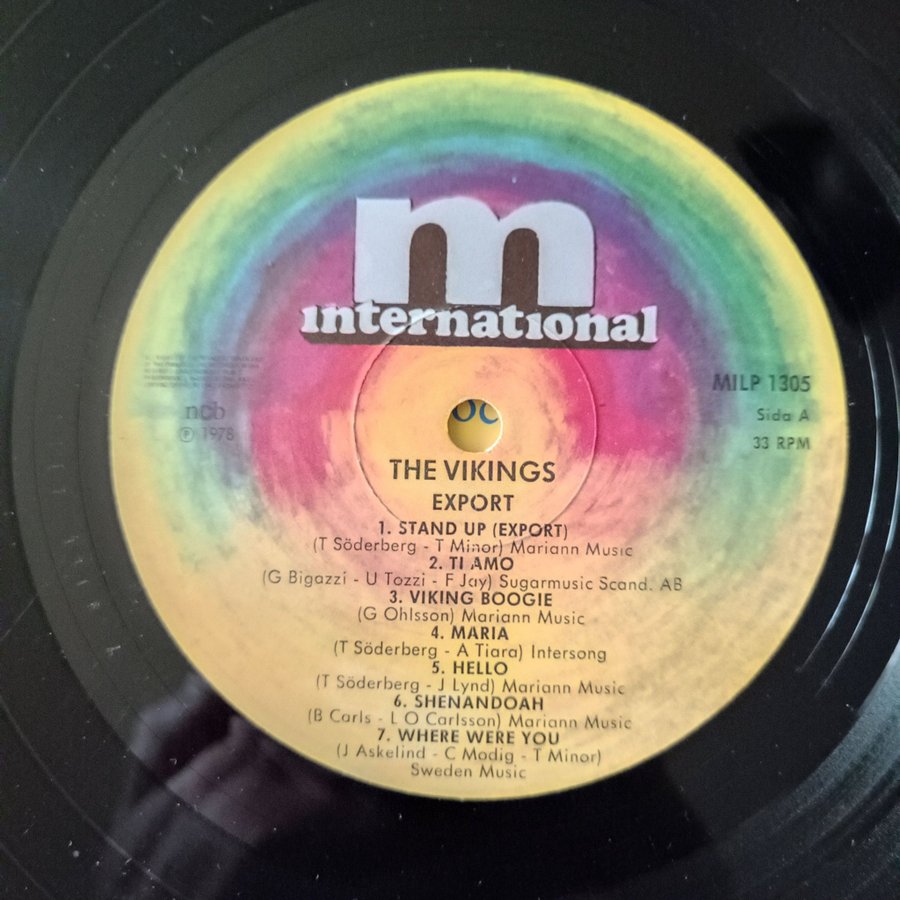 m
international
MILP 1305
ncb
Sida A
℗ 1978
33 RPM
THE VIKINGS
EXPORT
1. STAND UP (EXPORT)
(T Söderberg - T Minor) Mariann Music
2. TI AMO
(G Bigazzi - U Tozzi - F Jay) Sugarmusic Scand. AB
3. VIKING BOOGIE
(G Ohlsson) Mariann Music
4. MARIA
(T Söderberg - A Tiara) Intersong
5. HELLO
(T Söderberg - J Lynd) Mariann Music
6. SHENANDOAH
(B Carls - L O Carlsson) Mariann Music
7. WHERE WERE YOU
(J Askelind - C Modig - T Minor)
Sweden Music